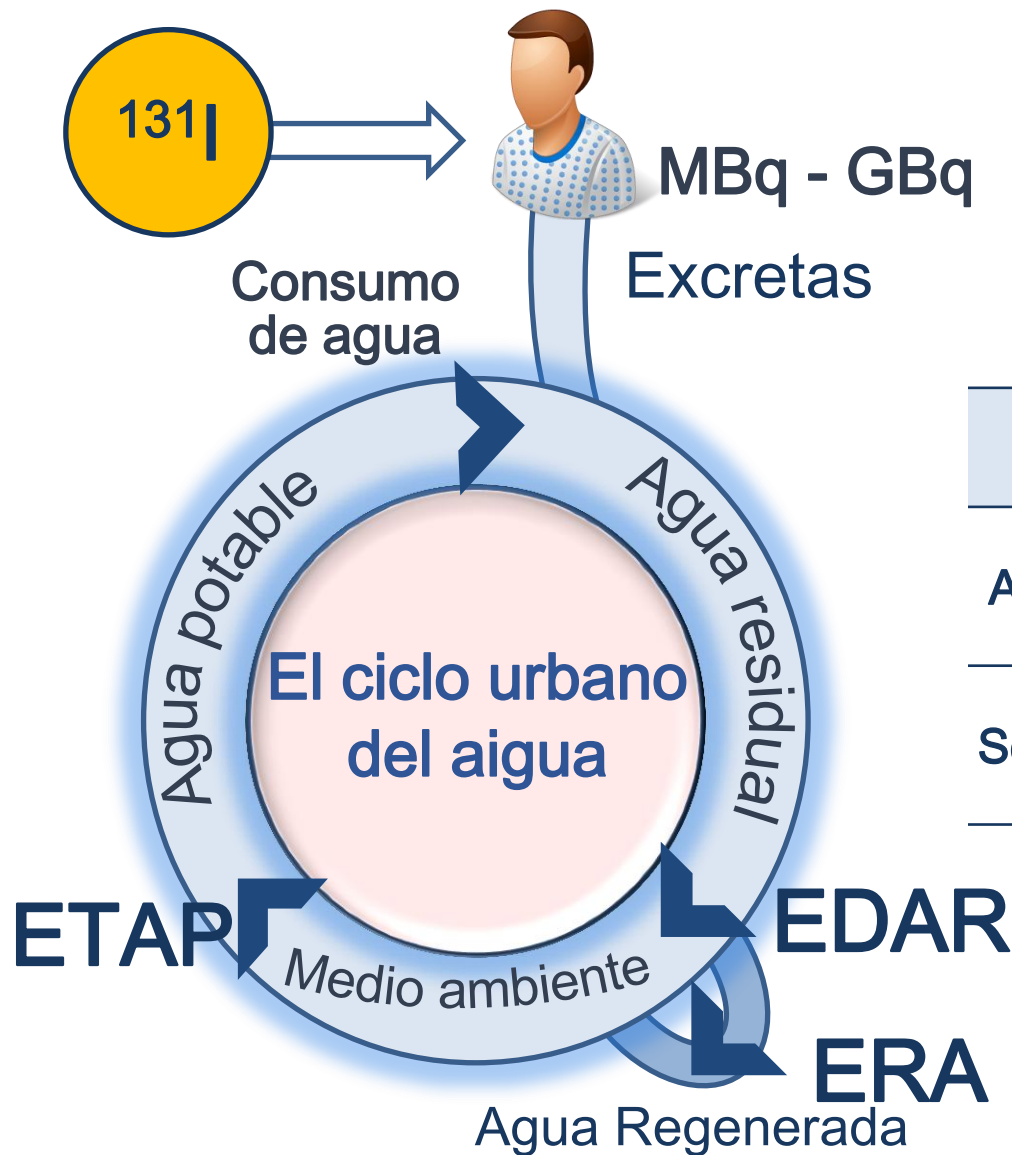 131I
MBq - GBq
Excretas
Consumo
de agua
Agua potable
Agua residual
El ciclo urbano
del aigua
ETAP
EDAR
Medio ambiente
ERA
Agua Regenerada